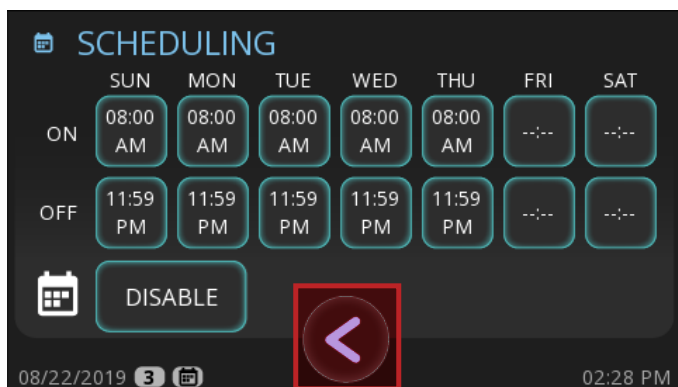 SCHEDULING
SUN MON TUE WED THU FRI SAT
ON 08:00 AM 08:00 AM 08:00 AM 08:00 AM 08:00 AM --:-- --:--
OFF 11:59 PM 11:59 PM 11:59 PM 11:59 PM 11:59 PM --:-- --:--
DISABLE
08/22/2019 3 02:28 PM